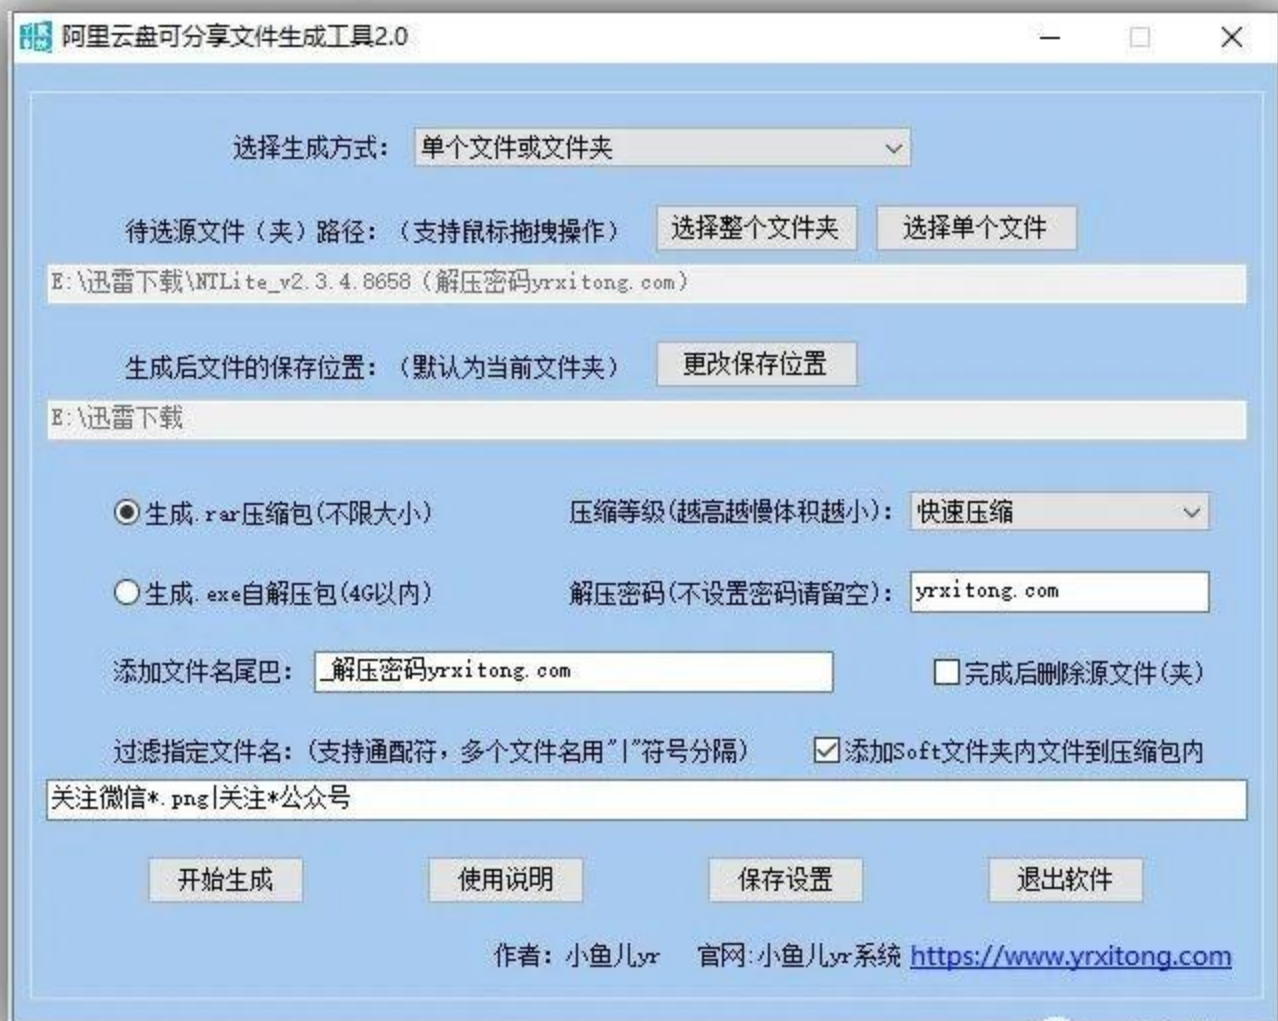 阿里云盘可分享文件生成工具2.0
选择生成方式： 单个文件或文件夹
待选源文件（夹）路径：（支持鼠标拖拽操作） 选择整个文件夹 选择单个文件
E:\迅雷下载\NTLite_v2.3.4.8658（解压密码yrxitong.com）
生成后文件的保存位置：（默认为当前文件夹） 更改保存位置
E:\迅雷下载
生成.rar压缩包(不限大小) 压缩等级(越高越慢体积越小)： 快速压缩
生成.exe自解压包(4G以内) 解压密码(不设置密码请留空)： yrxitong.com
添加文件名尾巴： _解压密码yrxitong.com 完成后删除源文件(夹)
过滤指定文件名：(支持通配符，多个文件名用"|"符号分隔) 添加Soft文件夹内文件到压缩包内
关注微信*.png|关注*公众号
开始生成 使用说明 保存设置 退出软件
作者：小鱼儿yr 官网:小鱼儿yr系统 https://www.yrxitong.com